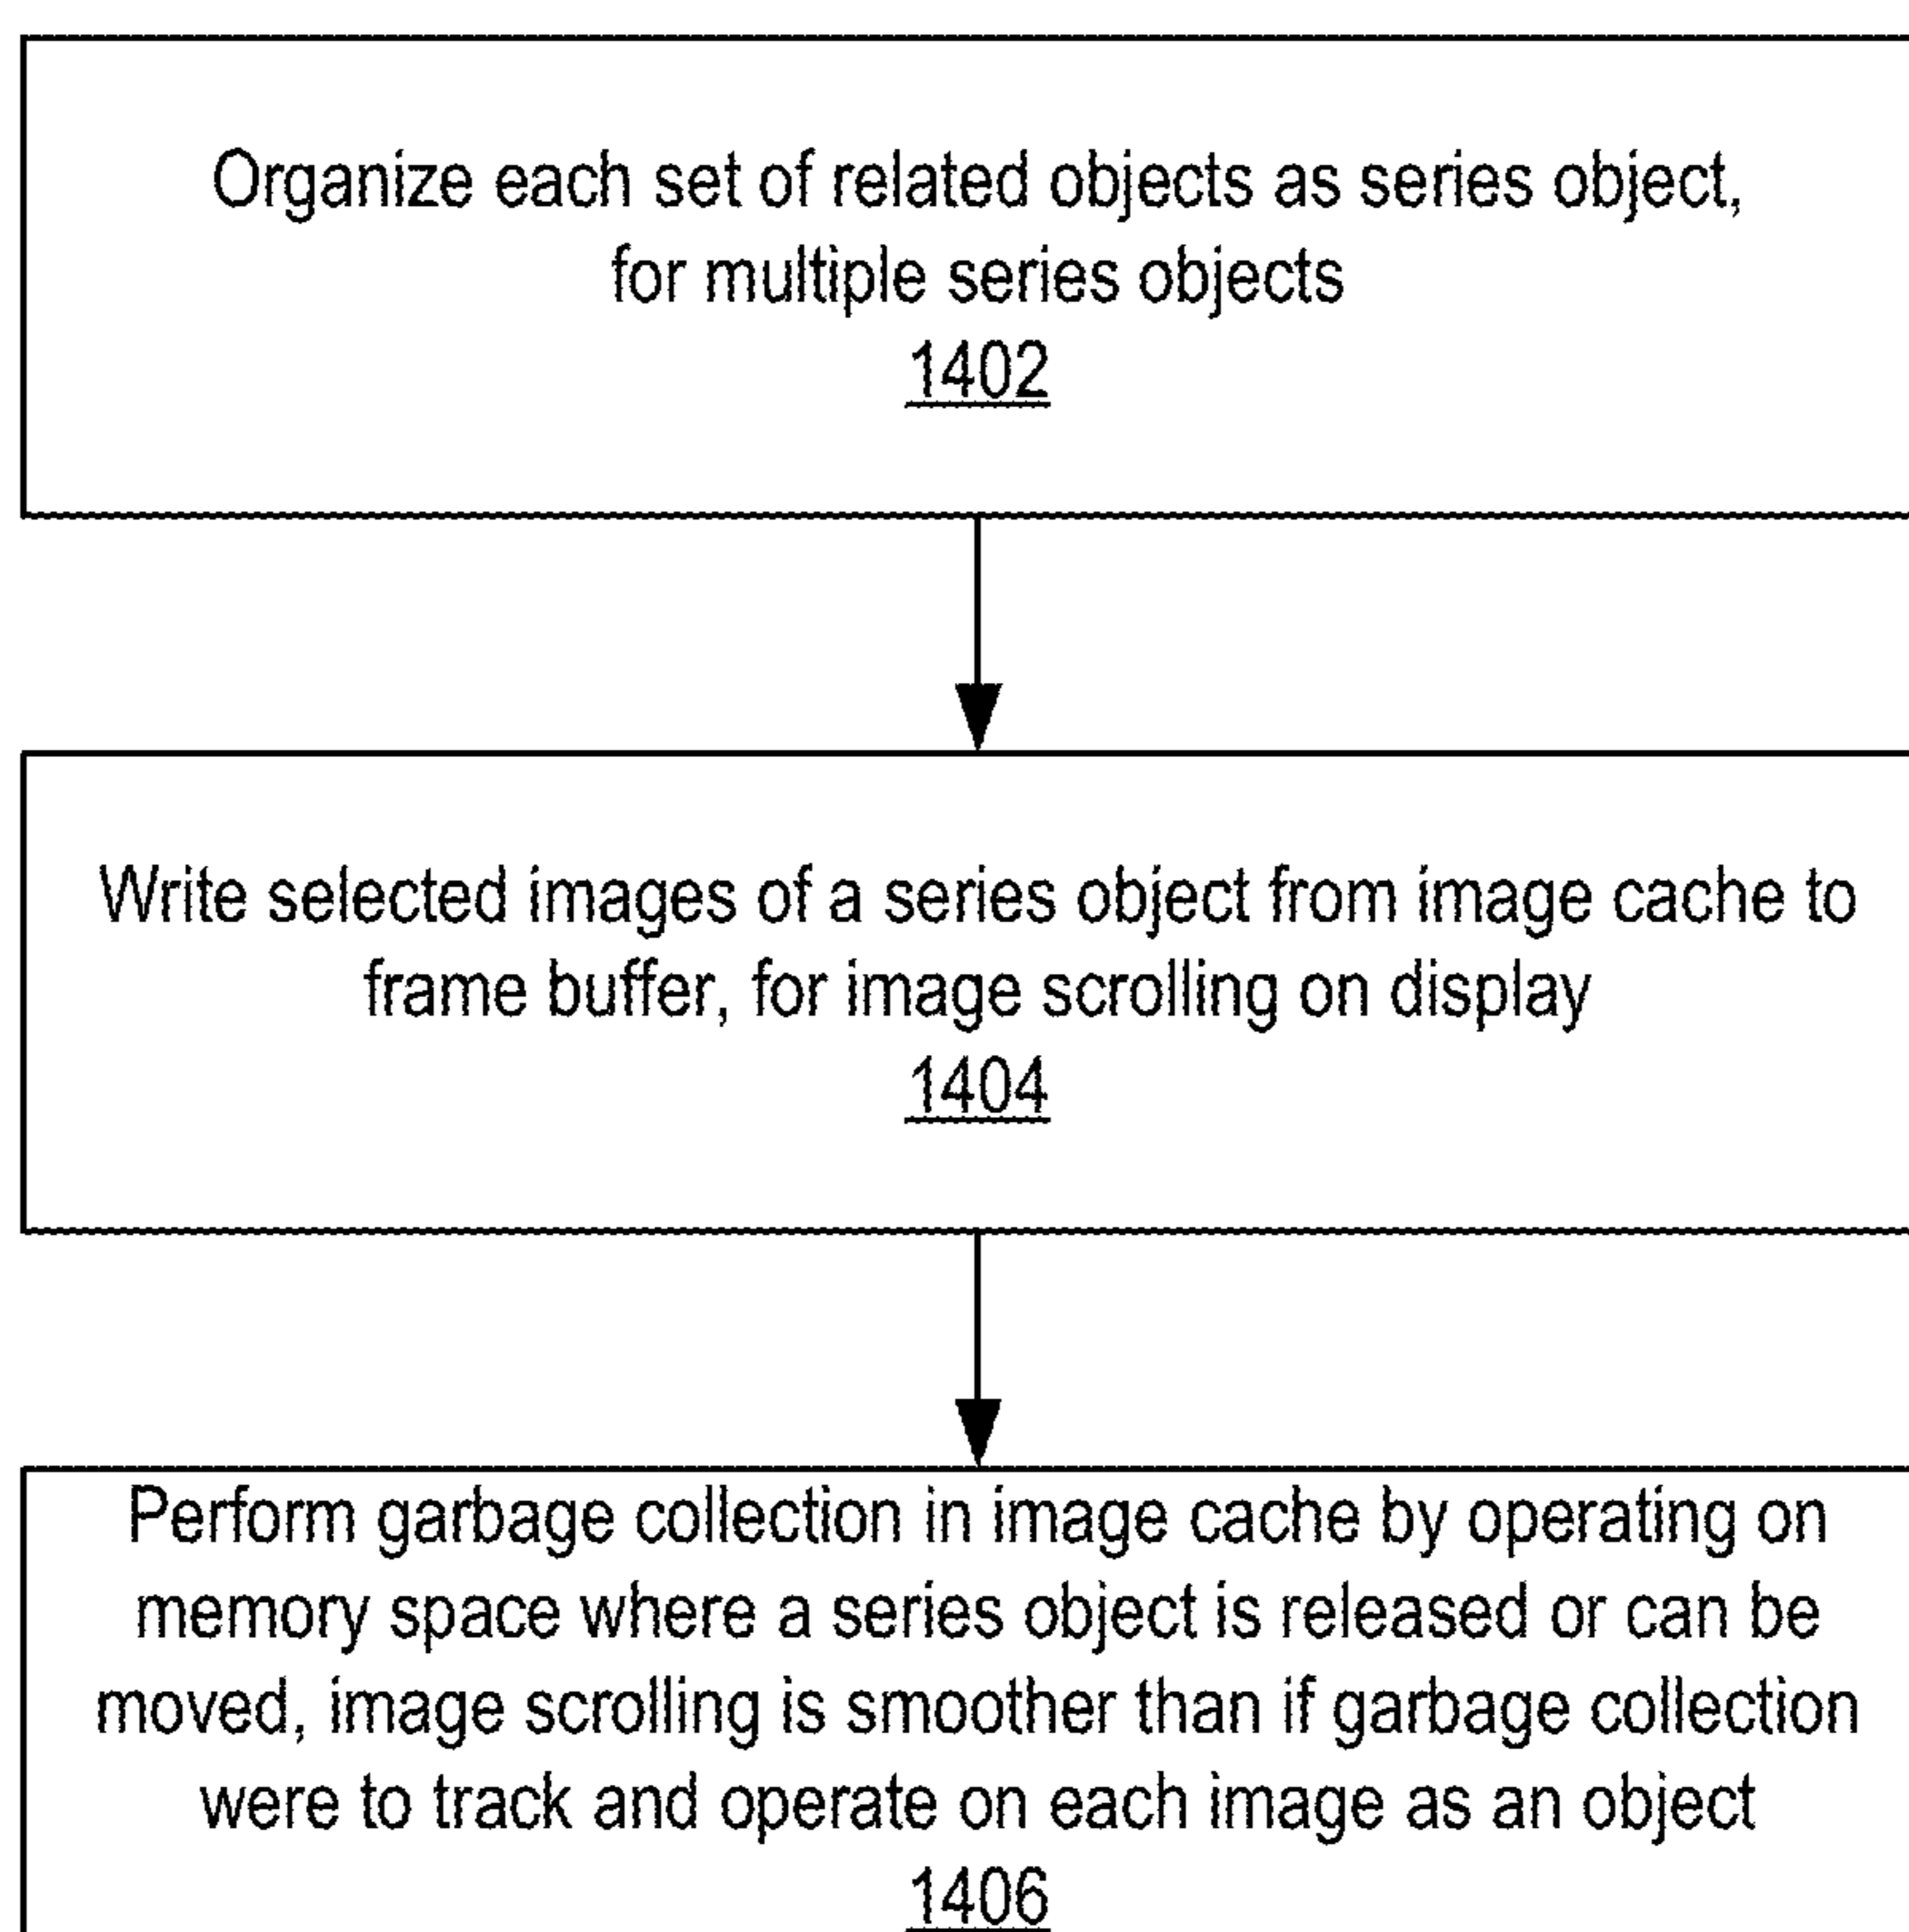 Organize each set of related objects as series object,
for multiple series objects
1402
Write selected images of a series object from image cache to
frame buffer, for image scrolling on display
1404
Perform garbage collection in image cache by operating on
memory space where a series object is released or can be
moved, image scrolling is smoother than if garbage collection
were to track and operate on each image as an object
1406